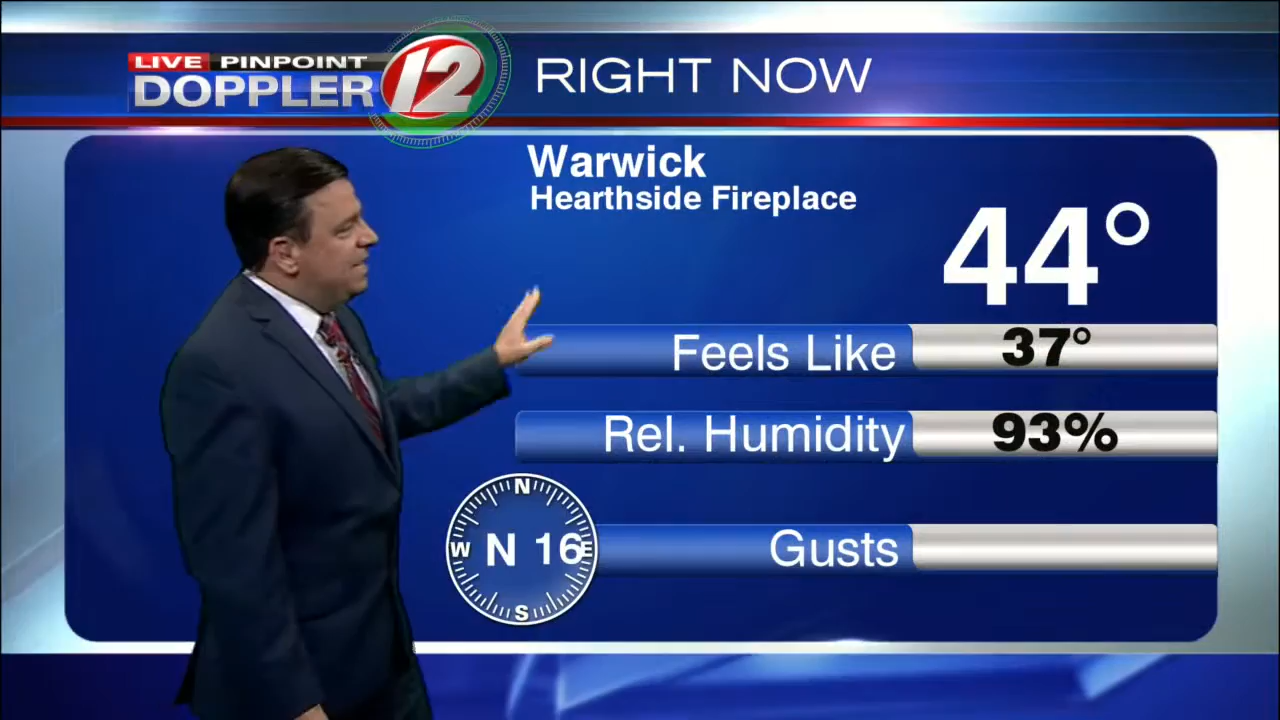 LIVE PINPOINT
DOPPLER 12
RIGHT NOW
Warwick
Hearthside Fireplace
44°
Feels Like 37°
Rel. Humidity 93%
N
W N 16 E
S
Gusts